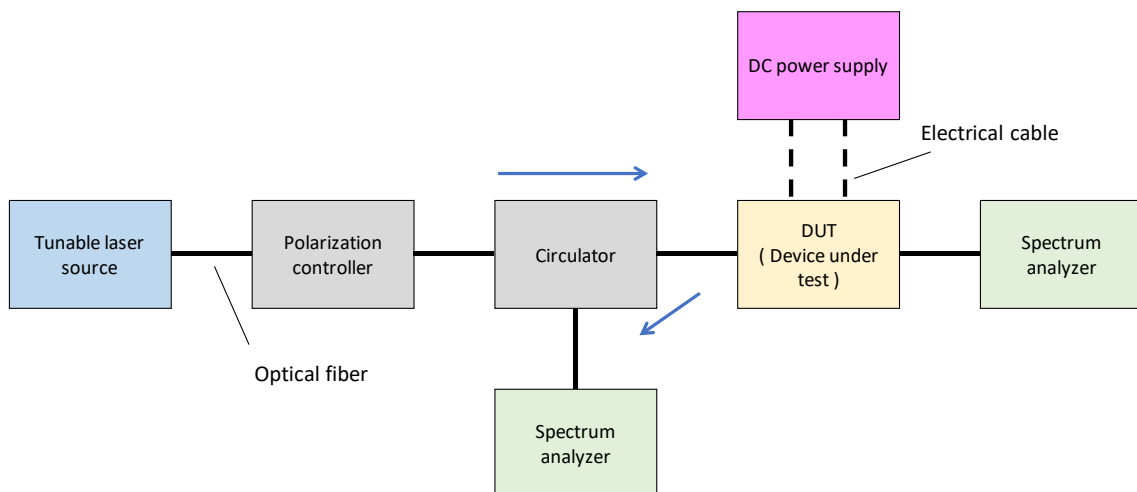 DC power supply
Electrical cable
Tunable laser
source
Polarization
controller
Circulator
DUT
( Device under
test )
Spectrum
analyzer
Optical fiber
Spectrum
analyzer